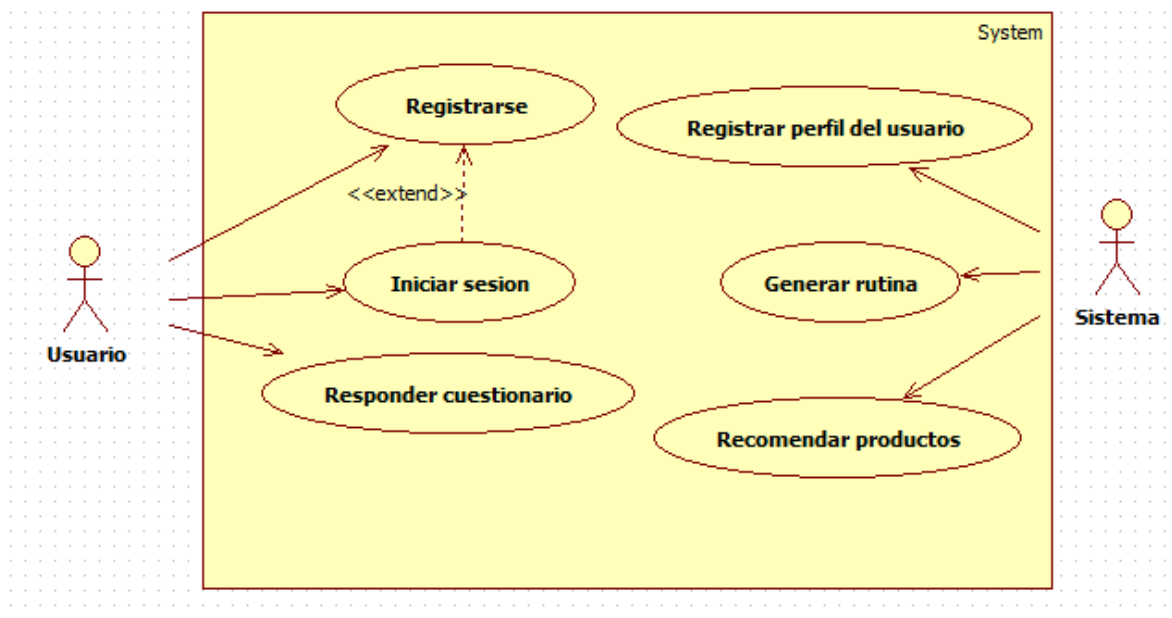 System
Registrarse
Registrar perfil del usuario
<<extend>>
Iniciar sesion
Generar rutina
Sistema
Usuario
Responder cuestionario
Recomendar productos